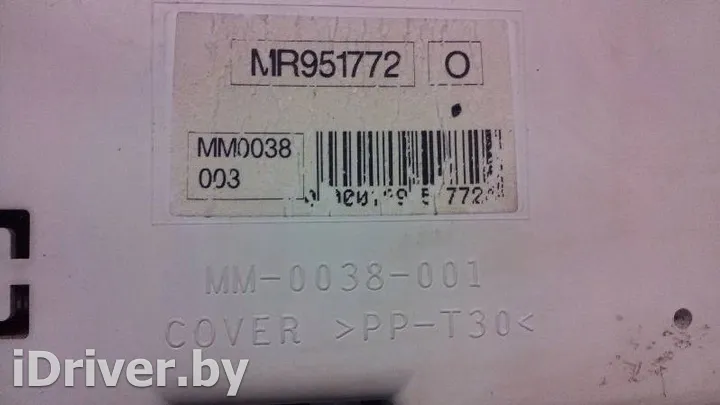 MR951772 O
MM0038
003
MM-0038-001
COVER >PP-T30<
iDriver.by